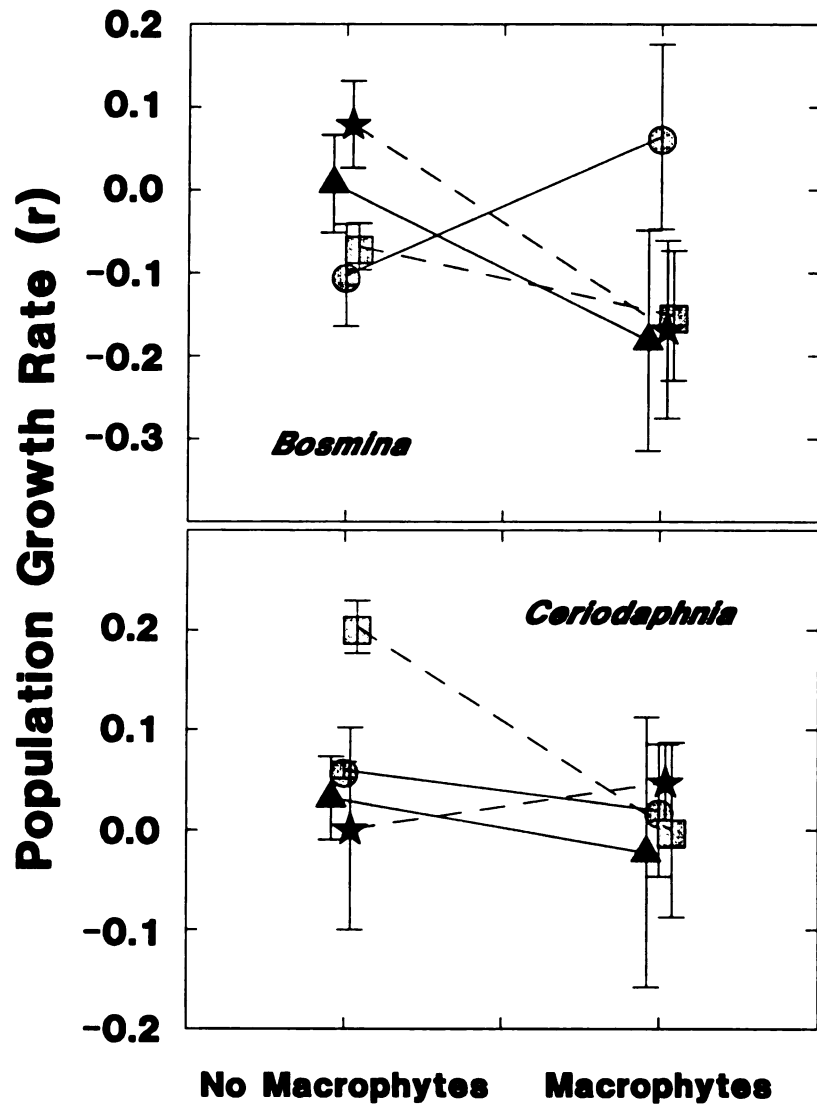 Population Growth Rate (r)
0.2
0.1
0.0
-0.1
-0.2
-0.3
Bosmina
Ceriodaphnia
0.2
0.1
0.0
-0.1
-0.2
No Macrophytes Macrophytes